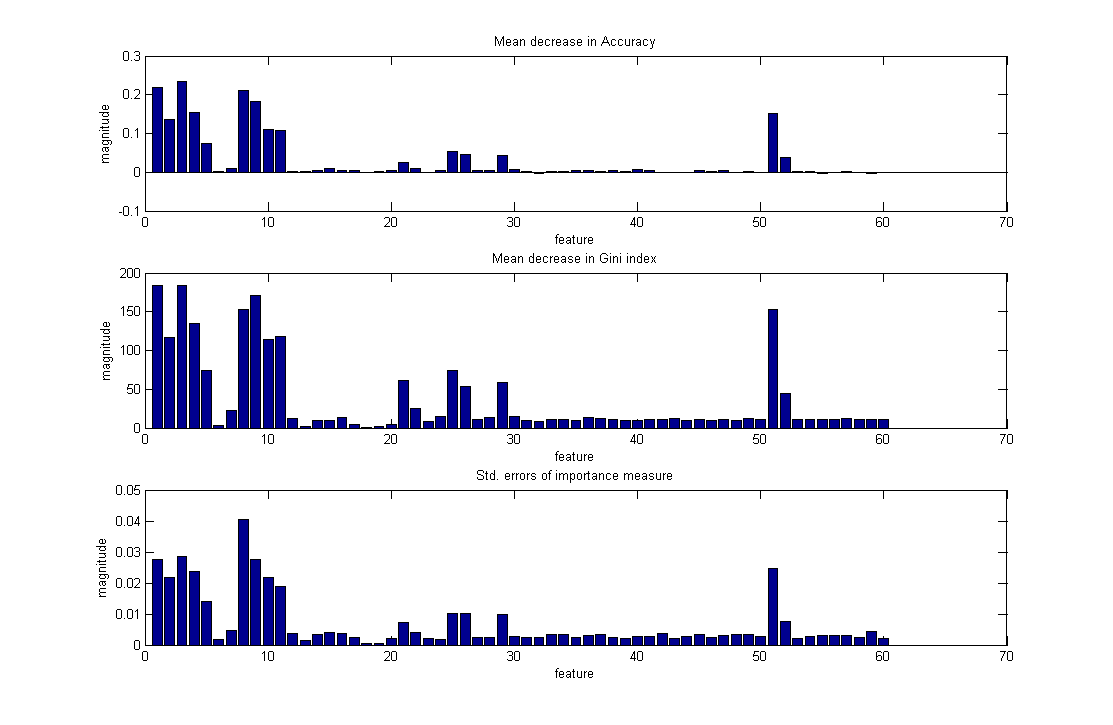 Mean decrease in Accuracy
0.3
0.2
0.1
0
-0.1
magnitude
0 10 20 30 40 50 60 70
feature
Mean decrease in Gini index
200
150
100
50
0
magnitude
0 10 20 30 40 50 60 70
feature
Std. errors of importance measure
0.05
0.04
0.03
0.02
0.01
0
magnitude
0 10 20 30 40 50 60 70
feature